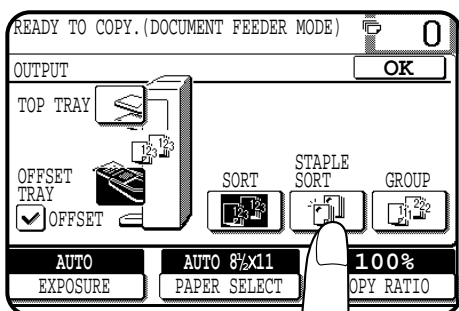 READY TO COPY.(DOCUMENT FEEDER MODE) 0
OUTPUT OK
TOP TRAY
OFFSET TRAY
OFFSET
SORT
STAPLE SORT
GROUP
AUTO AUTO 8½x11 100%
EXPOSURE PAPER SELECT OPY RATIO